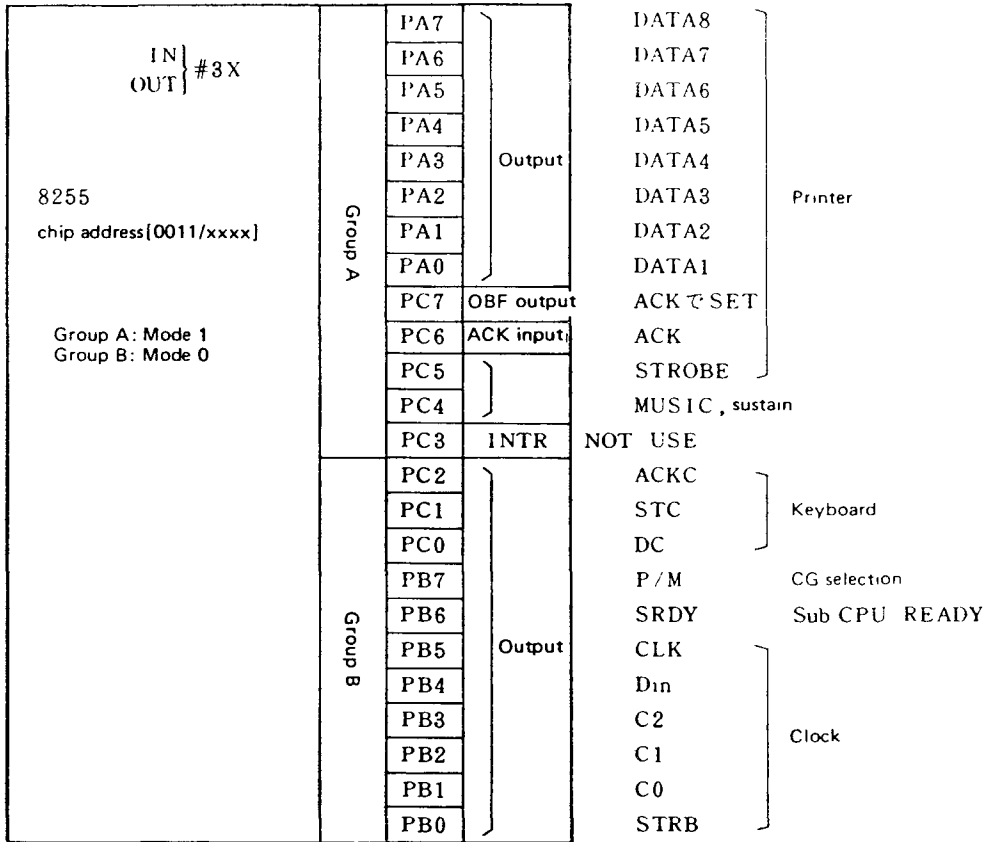 PA7 DATA8
IN
OUT #3X
PA6 DATA7
PA5 DATA6
PA4 DATA5
PA3 Output DATA4
8255 PA2 DATA3 Printer
chip address[0011/xxxx] PA1 DATA2
Group A
PA0 DATA1
PC7 OBF output ACKでSET
Group A: Mode 1 PC6 ACK input ACK
Group B: Mode 0
PC5 STROBE
PC4 MUSIC, sustain
PC3 INTR NOT USE
PC2 ACKC
PC1 STC Keyboard
PC0 DC
PB7 P/M CG selection
PB6 SRDY Sub CPU READY
Group B
PB5 Output CLK
PB4 Din
PB3 C2 Clock
PB2 C1
PB1 C0
PB0 STRB